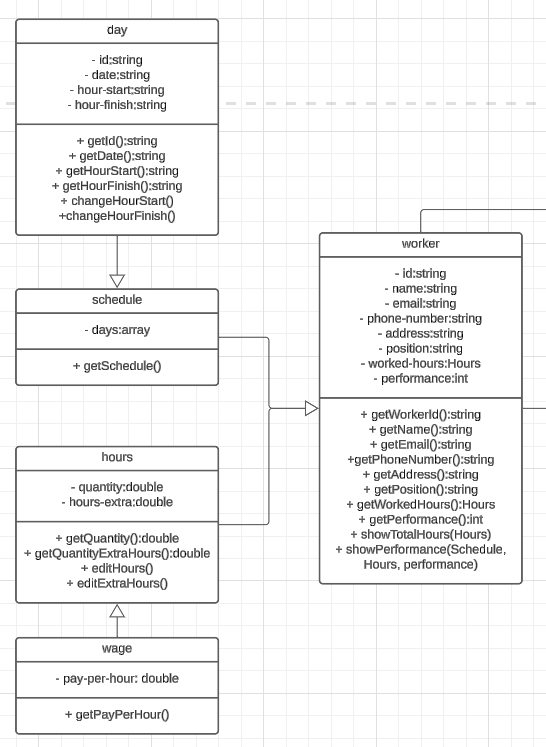 day
- id;string
- date;string
- hour-start;string
- hour-finish;string
+ getId();string
+ getDate();string
+ getHourStart();string
+ getHourFinish();string
+ changeHourStart()
+changeHourFinish()
schedule
- days:array
+ getSchedule()
hours
- quantity:double
- hours-extra:double
+ getQuantity():double
+ getQuantityExtraHours():double
+ editHours()
+ editExtraHours()
wage
- pay-per-hour: double
+ getPayPerHour()
worker
- id:string
- name:string
- email:string
- phone-number:string
- address:string
- position:string
- worked-hours:Hours
- performance:int
+ getWorkerId():string
+ getName():string
+ getEmail():string
+getPhoneNumber():string
+ getAddress():string
+ getPosition():string
+ getWorkedHours():Hours
+ getPerformance():int
+ showTotalHours(Hours)
+ showPerformance(Schedule,
Hours, performance)